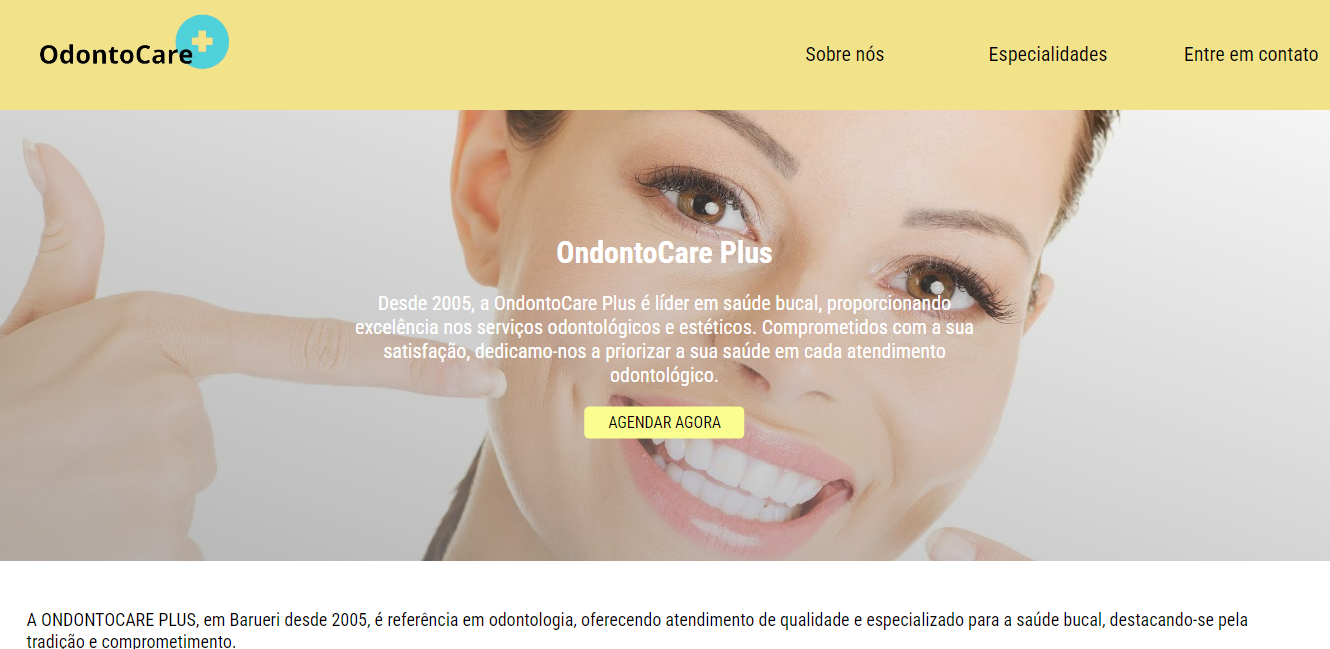 OdontoCare
Sobre nós
Especialidades
Entre em contato
OndontoCare Plus
Desde 2005, a OndontoCare Plus é líder em saúde bucal, proporcionando
excelência nos serviços odontológicos e estéticos. Comprometidos com a sua
satisfação, dedicamo-nos a priorizar a sua saúde em cada atendimento
odontológico.
AGENDAR AGORA
A ONDONTOCARE PLUS, em Barueri desde 2005, é referência em odontologia, oferecendo atendimento de qualidade e especializado para a saúde bucal, destacando-se pela
tradição e comprometimento.